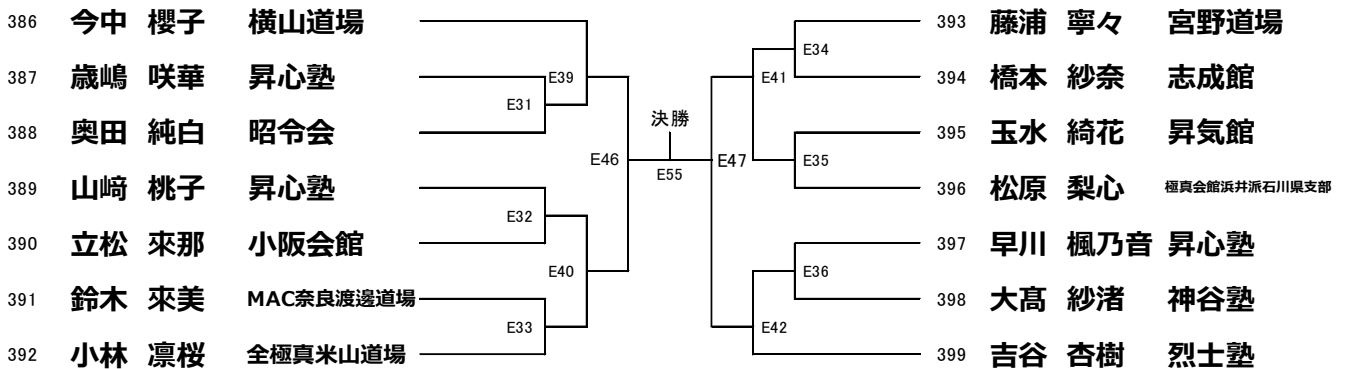 386 今中 櫻子 横山道場
387 歳嶋 咲華 昇心塾
388 奥田 純白 昭令会
389 山﨑 桃子 昇心塾
390 立松 來那 小阪会館
391 鈴木 來美 MAC奈良渡邊道場
392 小林 凛桜 全極真米山道場
E39
E31
E46
E32
E40
E33
決勝
E55
E34
E41
E47
E35
E36
E42
393 藤浦 寧々 宮野道場
394 橋本 紗奈 志成館
395 玉水 綺花 昇気館
396 松原 梨心 極真会館浜井派石川県支部
397 早川 楓乃音 昇心塾
398 大髙 紗渚 神谷塾
399 吉谷 杏樹 烈士塾